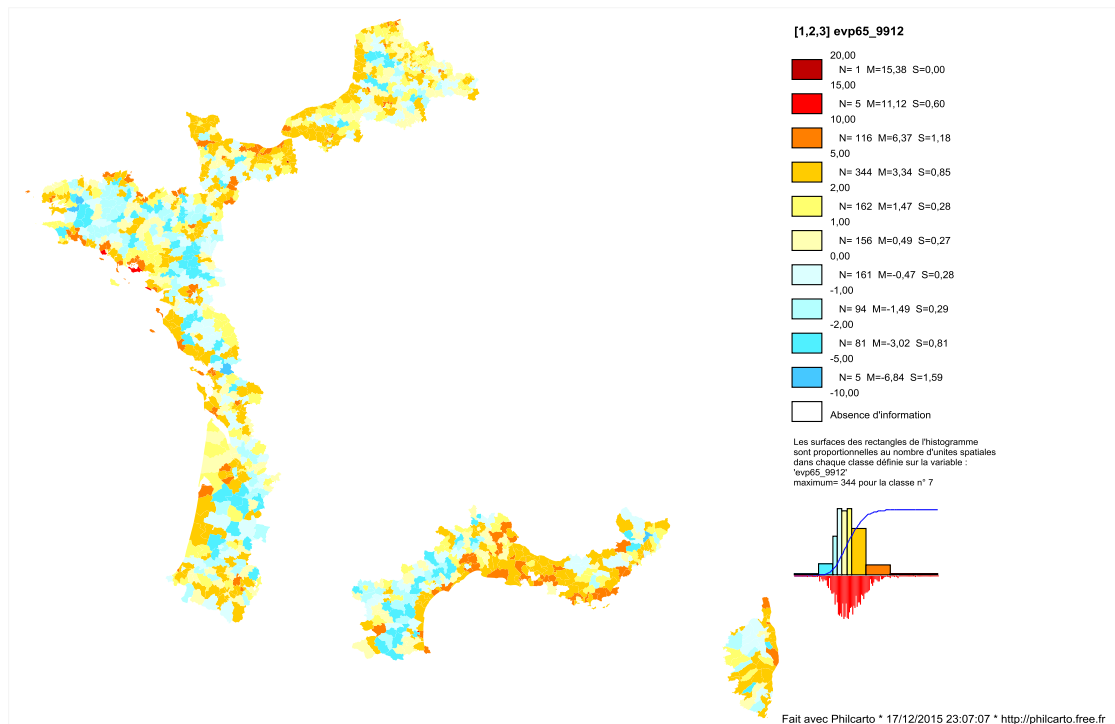 [1,2,3] evp65_9912
20,00
N= 1 M=15,38 S=0,00
15,00
N= 5 M=11,12 S=0,60
10,00
N= 116 M=6,37 S=1,18
5,00
N= 344 M=3,34 S=0,85
2,00
N= 162 M=1,47 S=0,28
1,00
N= 156 M=0,49 S=0,27
0,00
N= 161 M=-0,47 S=0,28
-1,00
N= 94 M=-1,49 S=0,29
-2,00
N= 81 M=-3,02 S=0,81
-5,00
N= 5 M=-6,84 S=1,59
-10,00
Absence d'information
Les surfaces des rectangles de l'histogramme
sont proportionnelles au nombre d'unites spatiales
dans chaque classe définie sur la variable :
'evp65_9912'
maximum= 344 pour la classe n° 7
Fait avec Philcarto * 17/12/2015 23:07:07 * http://philcarto.free.fr